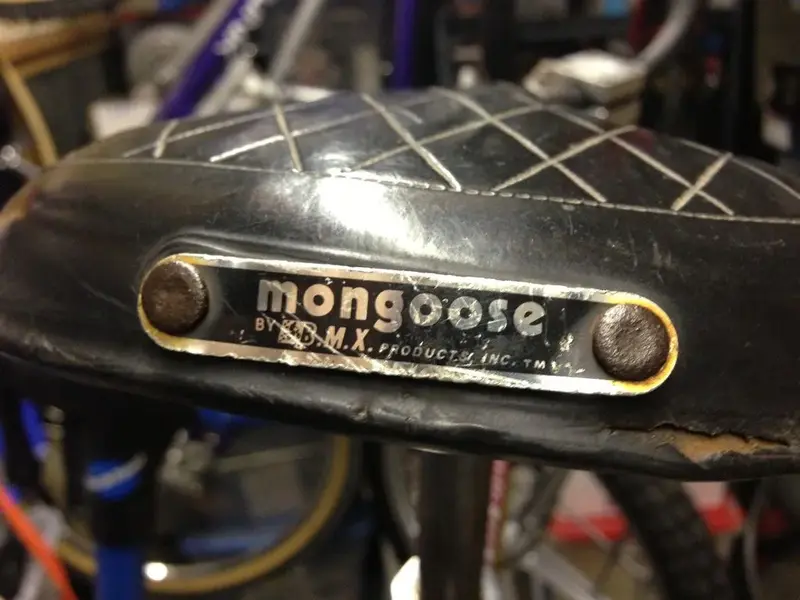 mongoose
BY B.M.X. PRODUCTS, INC. TM